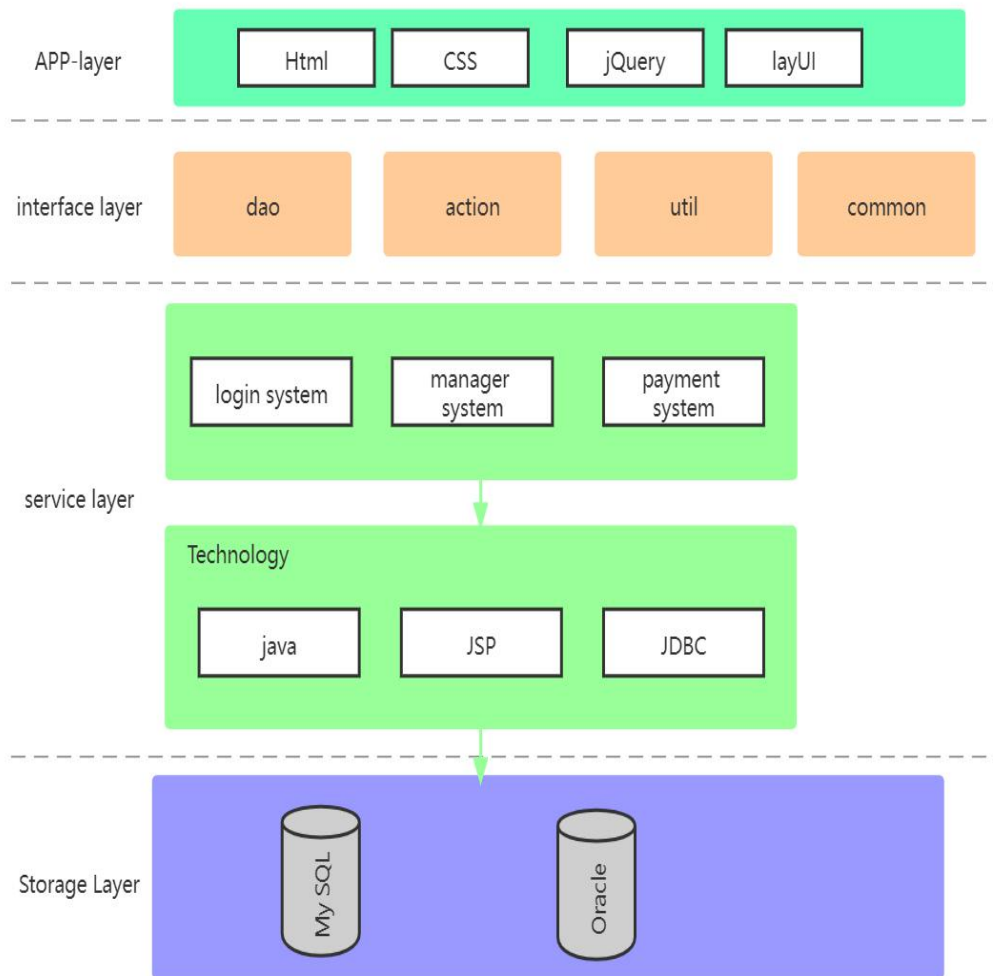 APP-layer
Html
CSS
jQuery
layUI
interface layer
dao
action
util
common
service layer
login system
manager
system
payment
system
Technology
java
JSP
JDBC
Storage Layer
My SQL
Oracle